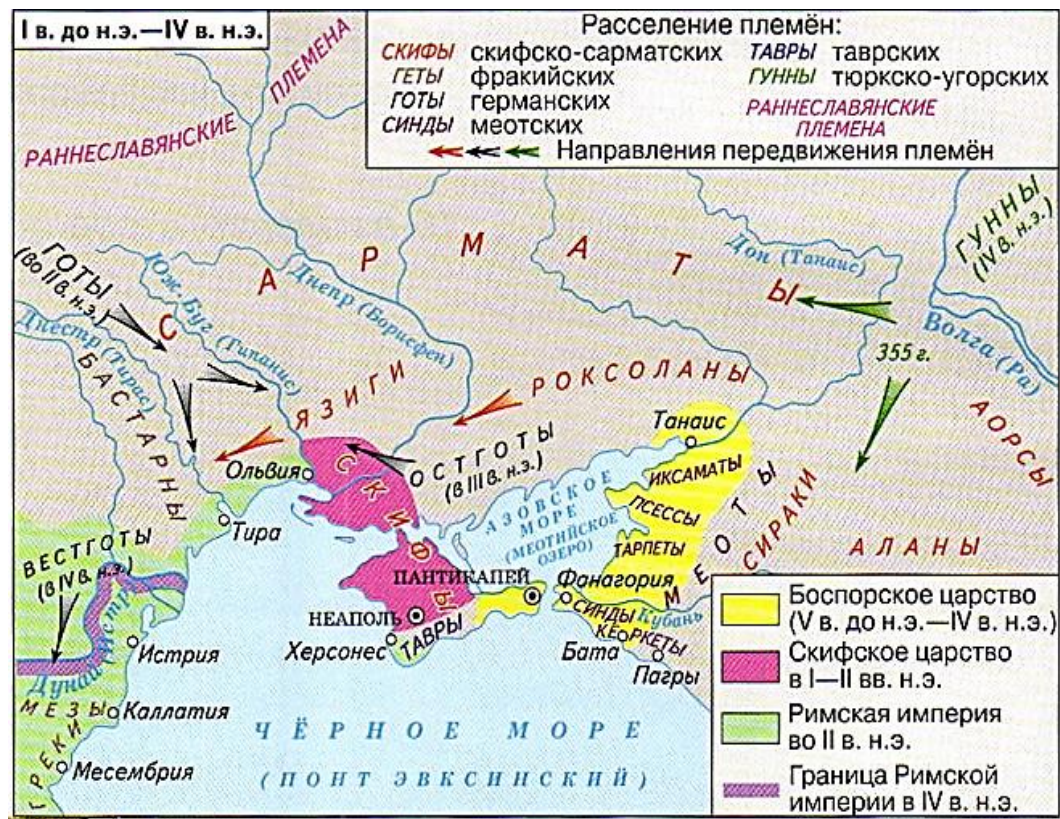 I в. до н.э.—IV в. н.э.
Расселение племён:
СКИФЫ скифско-сарматских
ГЕТЫ фракийских
ГОТЫ германских
СИНДЫ меотских
ТАВРЫ таврских
ГУННЫ тюркско-угорских
РАННЕСЛАВЯНСКИЕ
ПЛЕМЕНА
Направления передвижения племён
РАННЕСЛАВЯНСКИЕ
ПЛЕМЕНА
ГОТЫ
(во II в. н.э.)
Юж. Буг (Гипанис)
Днестр (Тирас)
БАСТАРНЫ
САРМАТЫ
Днепр (Борисфен)
Дон (Танаис)
ГУННЫ
(IV в. н.э.)
Волга (Ра)
355 г.
ЯЗИГИ
РОКСОЛАНЫ
АОРСЫ
Танаис
Ольвия
ОСТГОТЫ
(в III в. н.э.)
СКИФЫ
ИКСАМАТЫ
АЗОВСКОЕ
МОРЕ
(МЕОТИЙСКОЕ
ОЗЕРО)
ПСЕССЫ
ТАРПЕТЫ
МЕОТЫ
СИРАКИ
АЛАНЫ
Тира
ВЕСТГОТЫ
(в IV в. н.э.)
ПАНТИКАПЕЙ
Фанагория
НЕАПОЛЬ
СИНДЫ
Кубань
КЕРКЕТЫ
Херсонес
ТАВРЫ
Бата
Пагры
Дунай (Истр)
Истрия
МЕЗЫ
Каллатия
ГРЕКИ
Месембрия
ЧЁРНОЕ МОРЕ
(ПОНТ ЭВКСИНСКИЙ)
Боспорское царство
(V в. до н.э.—IV в. н.э.)
Скифское царство
в I—II вв. н.э.
Римская империя
во II в. н.э.
Граница Римской
империи в IV в. н.э.